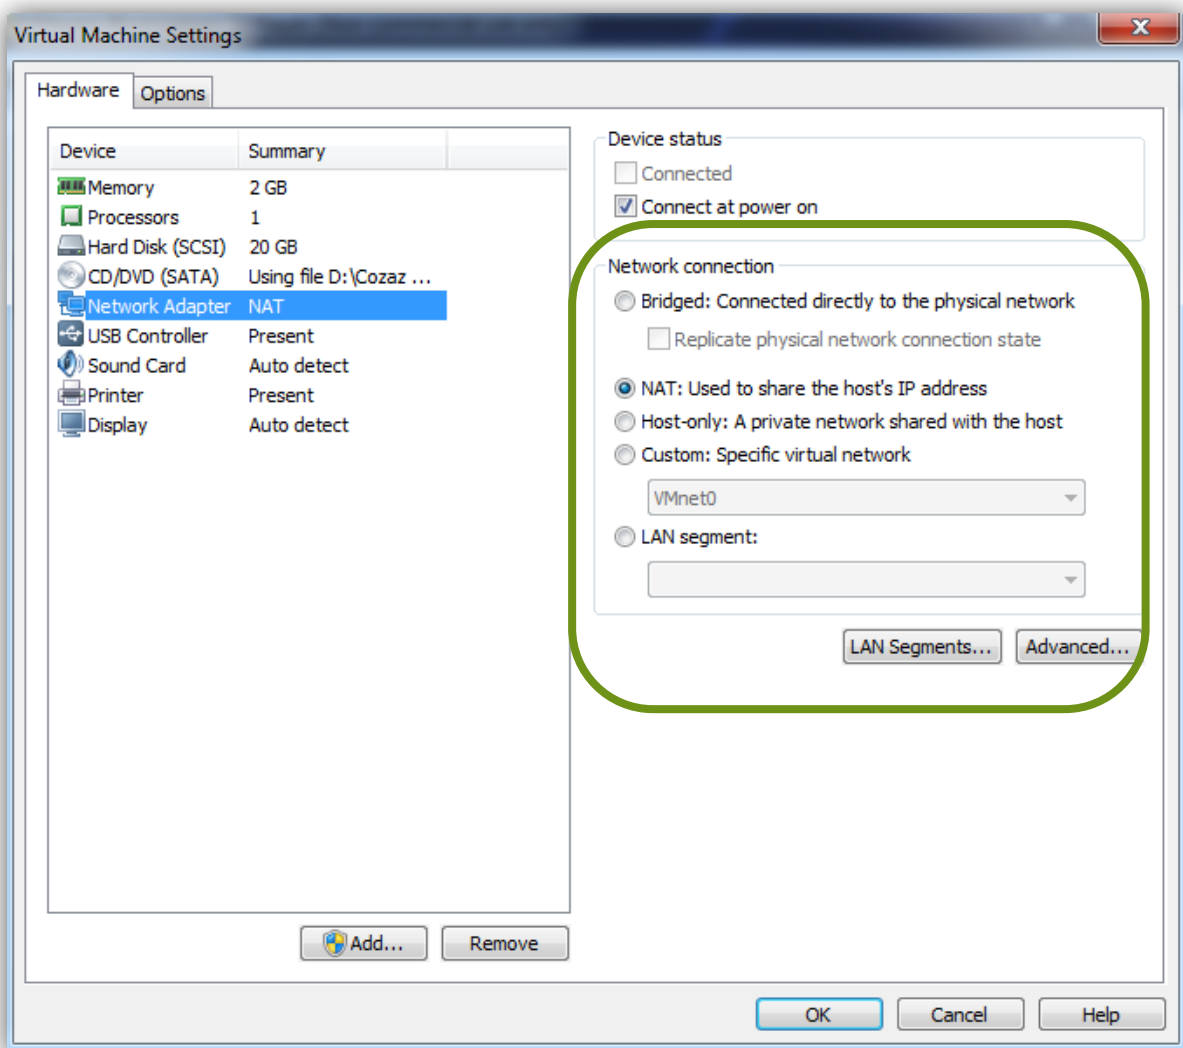 Virtual Machine Settings
Hardware
Options
Device Summary
Memory 2 GB
Processors 1
Hard Disk (SCSI) 20 GB
CD/DVD (SATA) Using file D:\Cozaz ...
Network Adapter NAT
USB Controller Present
Sound Card Auto detect
Printer Present
Display Auto detect
Add...
Remove
Device status
Connected
Connect at power on
Network connection
Bridged: Connected directly to the physical network
Replicate physical network connection state
NAT: Used to share the host's IP address
Host-only: A private network shared with the host
Custom: Specific virtual network
VMnet0
LAN segment:
LAN Segments...
Advanced...
OK
Cancel
Help